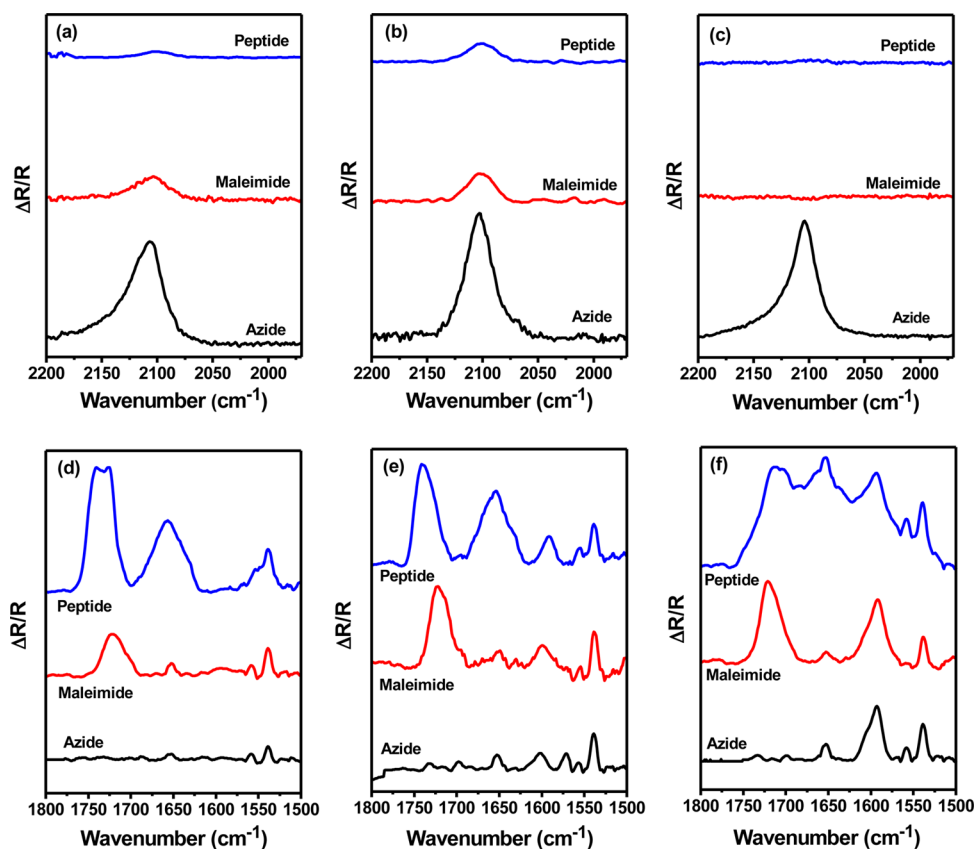 (a)
Peptide
Maleimide
Azide
ΔR/R
2200 2150 2100 2050 2000
Wavenumber (cm⁻¹)
(b)
Peptide
Maleimide
Azide
2200 2150 2100 2050 2000
Wavenumber (cm⁻¹)
(c)
Peptide
Maleimide
Azide
ΔR/R
2200 2150 2100 2050 2000
Wavenumber (cm⁻¹)
(d)
Peptide
Maleimide
Azide
ΔR/R
1800 1750 1700 1650 1600 1550 1500
Wavenumber (cm⁻¹)
(e)
Peptide
Maleimide
Azide
1800 1750 1700 1650 1600 1550 1500
Wavenumber (cm⁻¹)
(f)
Peptide
Maleimide
Azide
ΔR/R
1800 1750 1700 1650 1600 1550 1500
Wavenumber (cm⁻¹)